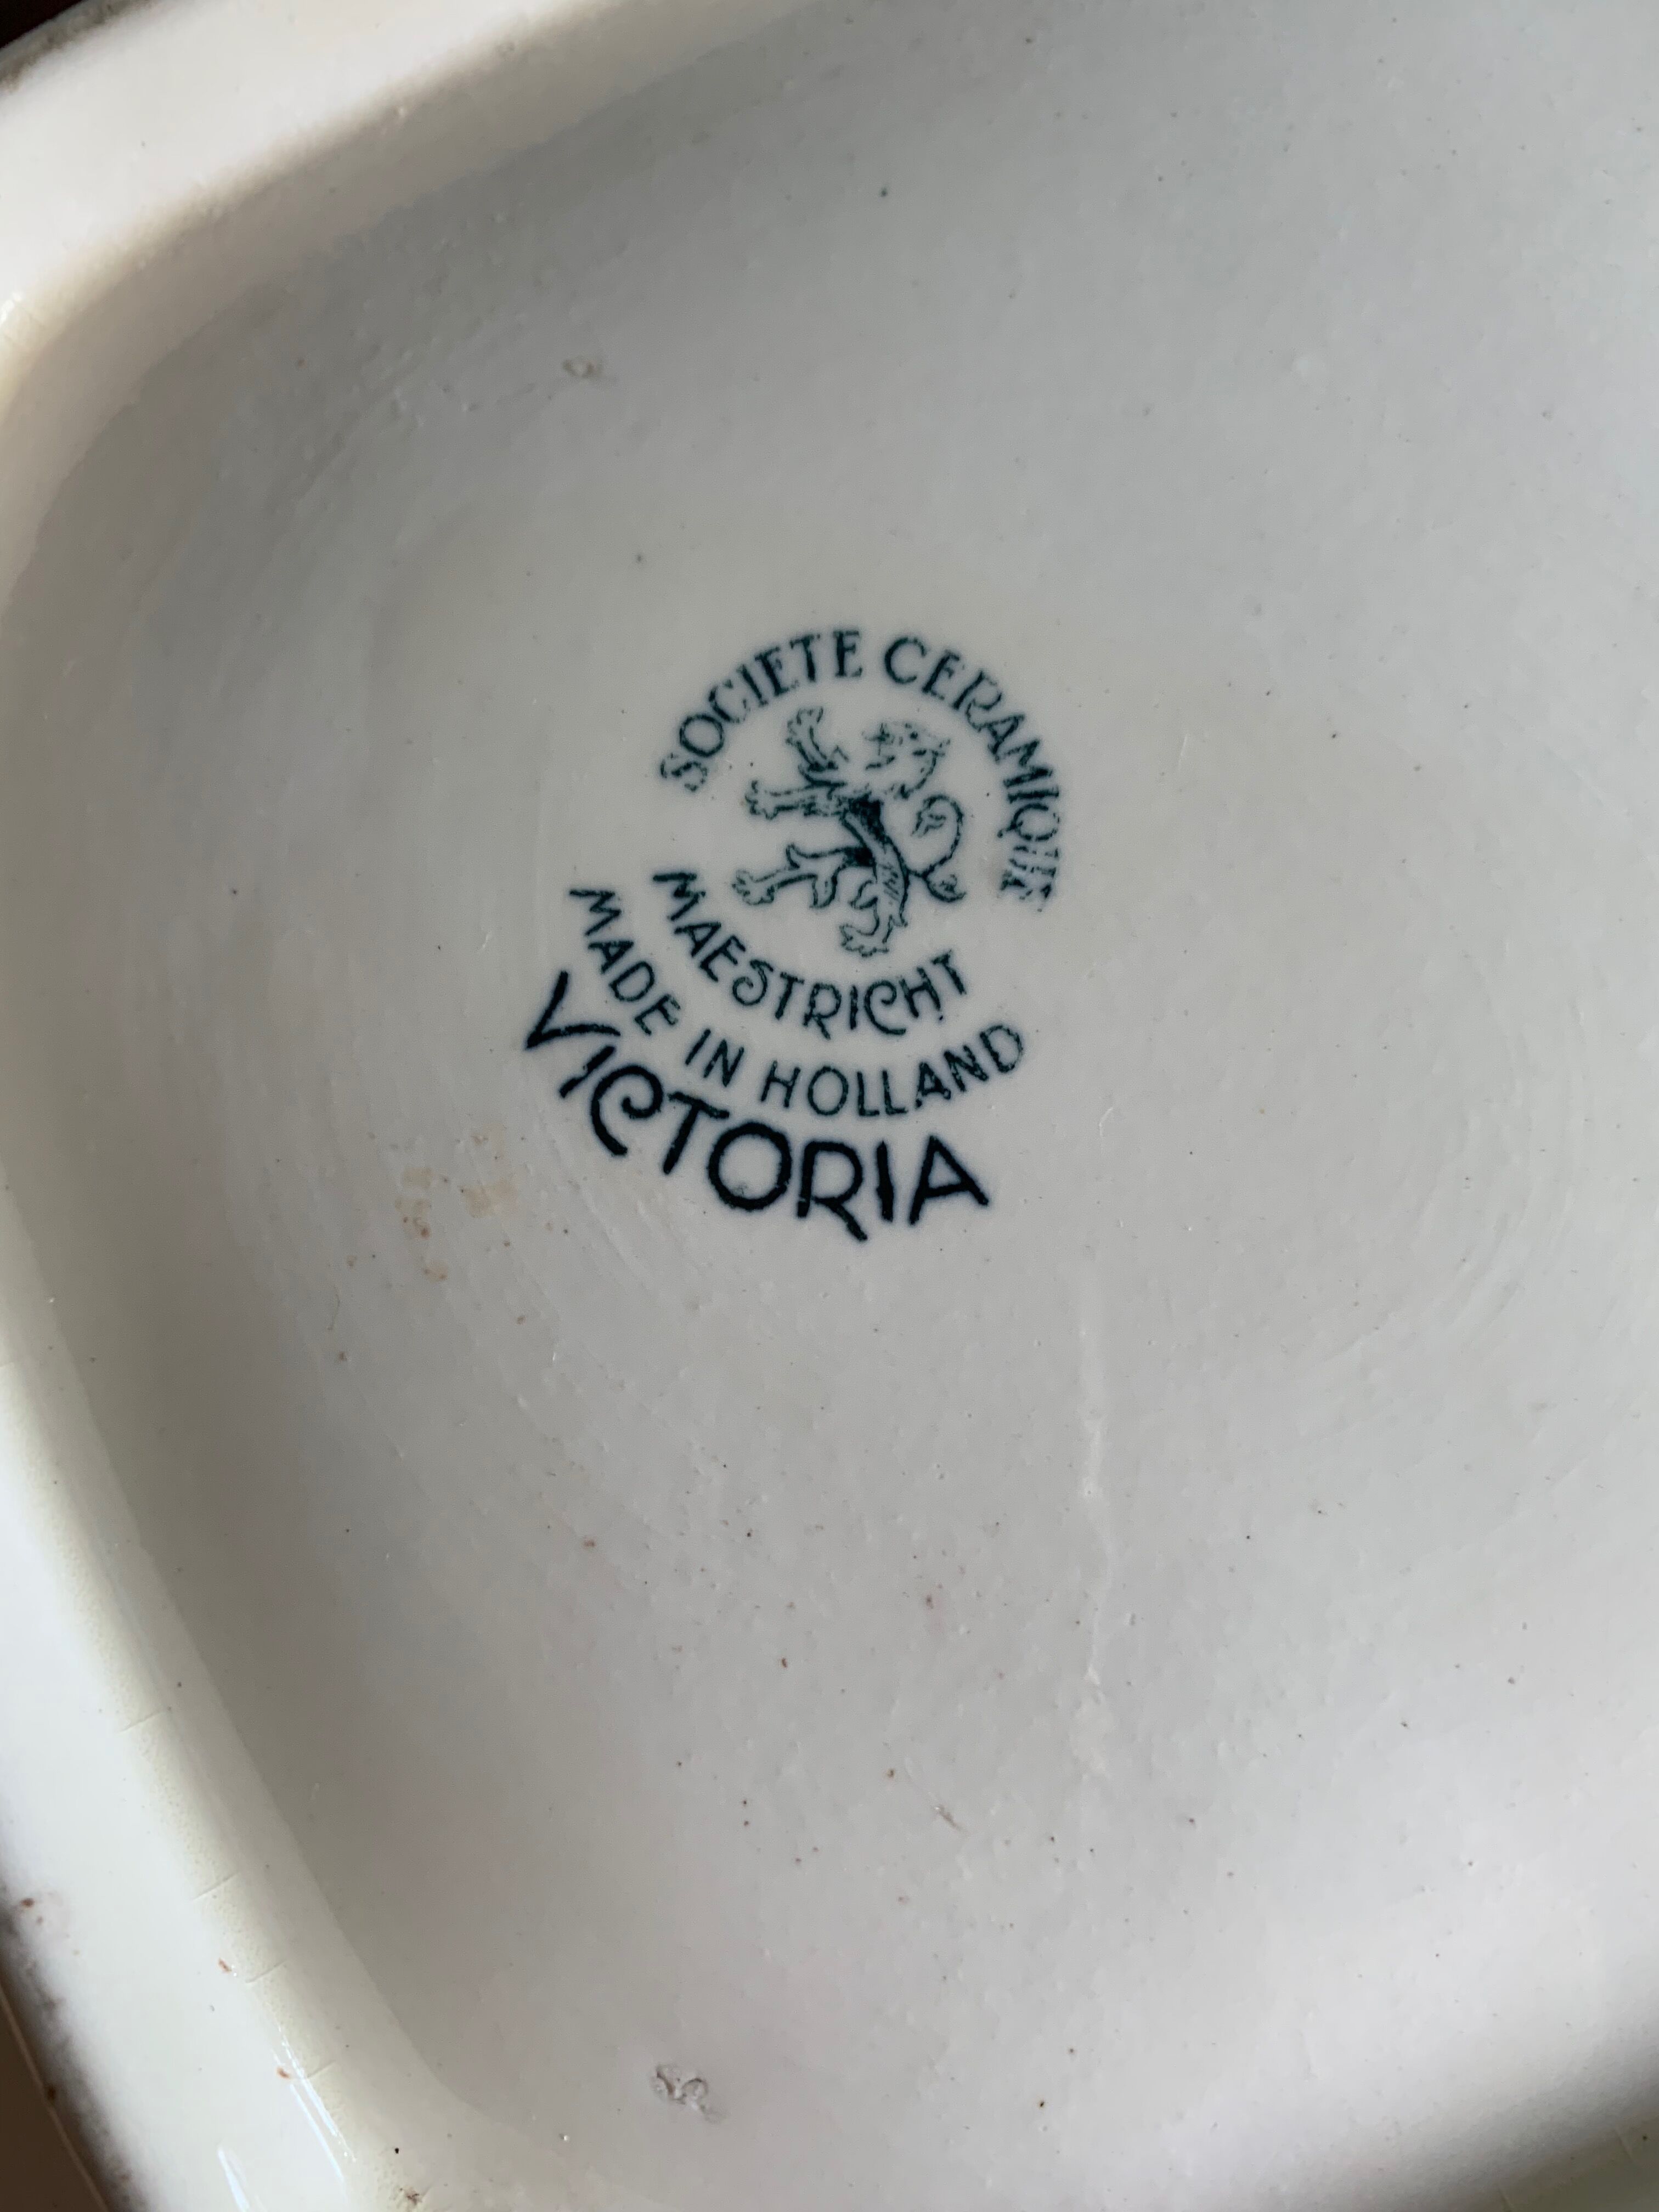 SOCIETE CERAMIQUE
MAESTRICHT
MADE IN HOLLAND
VICTORIA